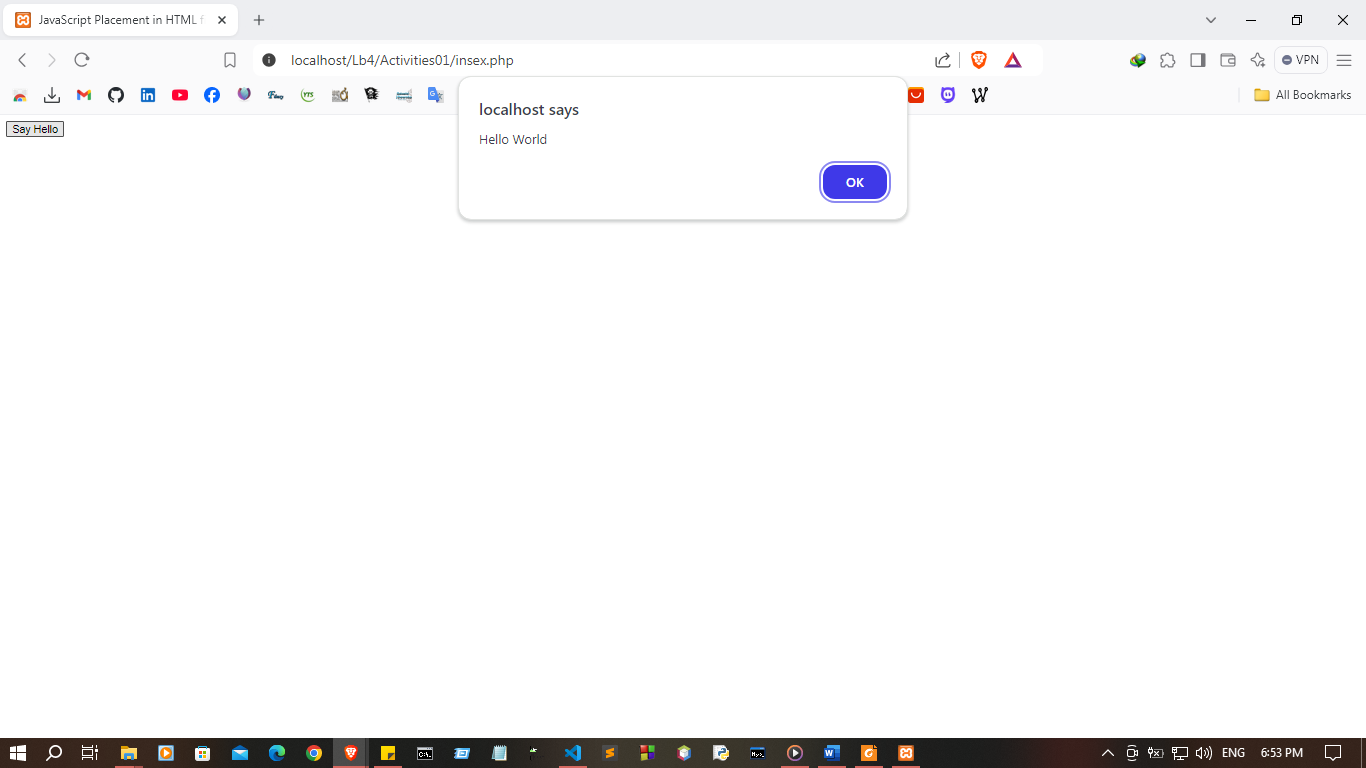 JavaScript Placement in HTML f
localhost/Lb4/Activities01/insex.php
VPN
All Bookmarks
Say Hello
localhost says
Hello World
OK
ENG
6:53 PM